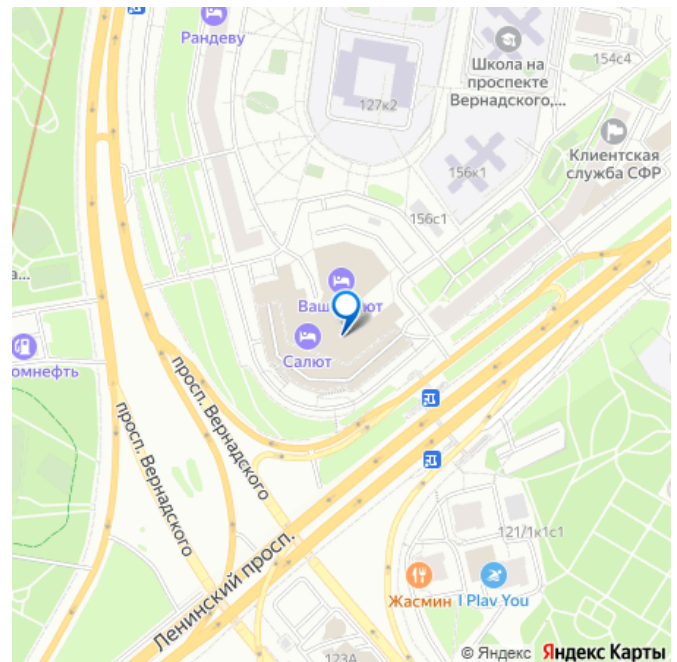 Рандеву
Школа на
проспекте
Вернадского,...
154с4
127к2
Клиентская
служба СФР
156к1
156с1
а...
Ваш
ют
Салют
омнефть
просп. Вернадского
просп. Вернадского
Ленинский просп.
121/1к1с1
Жасмин
I Play You
123А
© Яндекс Яндекс Карты